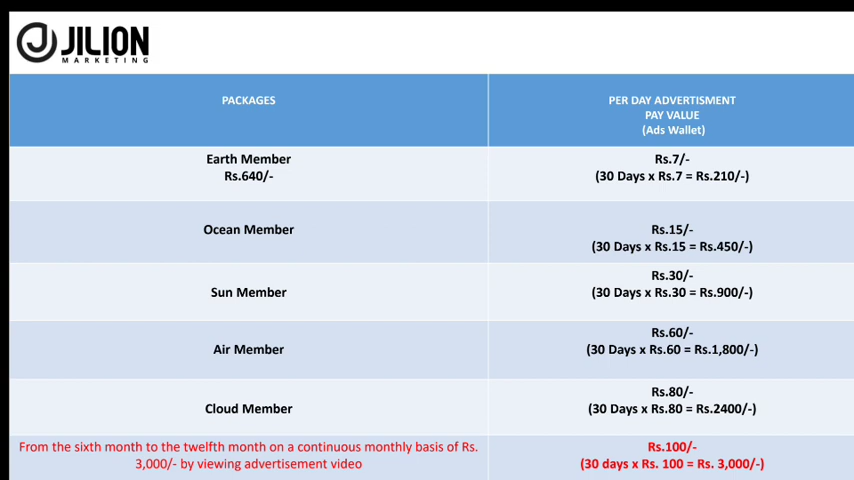 JILION
MARKETING
PACKAGES
PER DAY ADVERTISMENT
PAY VALUE
(Ads Wallet)
Earth Member
Rs.640/-
Rs.7/-
(30 Days x Rs.7 = Rs.210/-)
Ocean Member
Rs.15/-
(30 Days x Rs.15 = Rs.450/-)
Sun Member
Rs.30/-
(30 Days x Rs.30 = Rs.900/-)
Air Member
Rs.60/-
(30 Days x Rs.60 = Rs.1,800/-)
Cloud Member
Rs.80/-
(30 Days x Rs.80 = Rs.2400/-)
From the sixth month to the twelfth month on a continuous monthly basis of Rs.
3,000/- by viewing advertisement video
Rs.100/-
(30 days x Rs. 100 = Rs. 3,000/-)